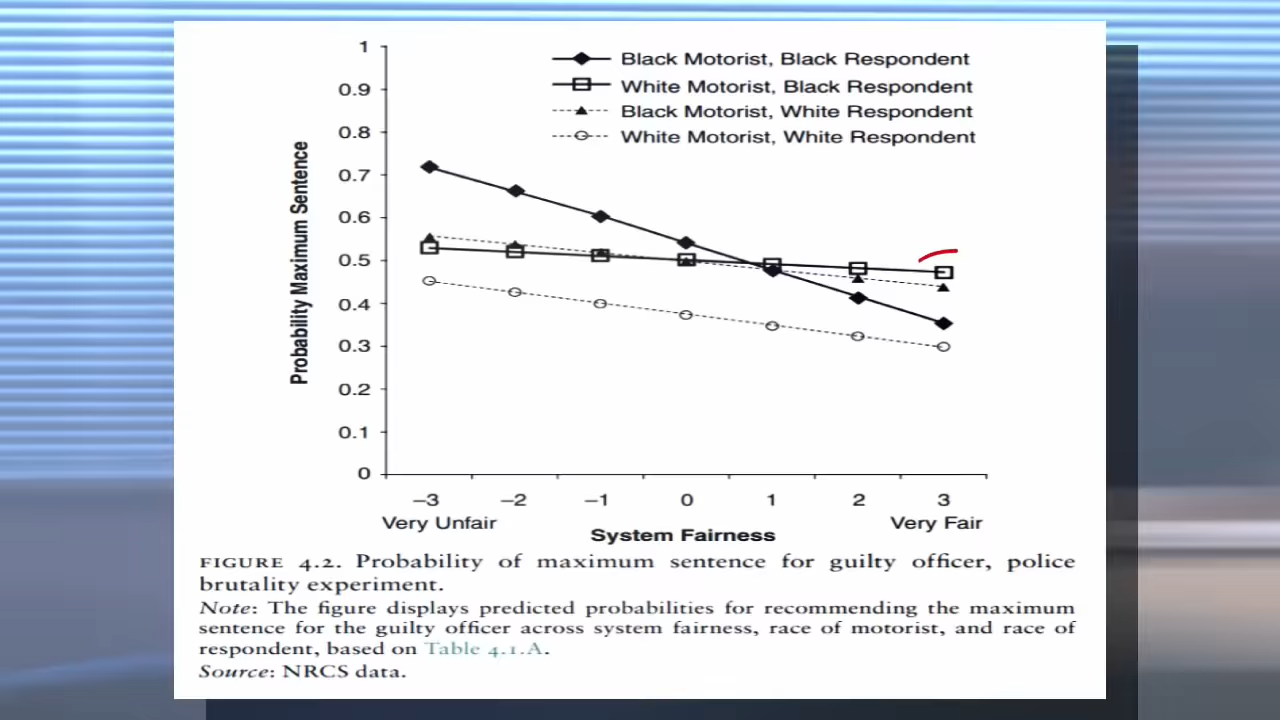 1
0.9
0.8
0.7
0.6
0.5
0.4
0.3
0.2
0.1
0
Probability Maximum Sentence
Black Motorist, Black Respondent
White Motorist, Black Respondent
Black Motorist, White Respondent
White Motorist, White Respondent
–3 –2 –1 0 1 2 3
Very Unfair Very Fair
System Fairness
FIGURE 4.2. Probability of maximum sentence for guilty officer, police
brutality experiment.
Note: The figure displays predicted probabilities for recommending the maximum
sentence for the guilty officer across system fairness, race of motorist, and race of
respondent, based on Table 4.1.A.
Source: NRCS data.